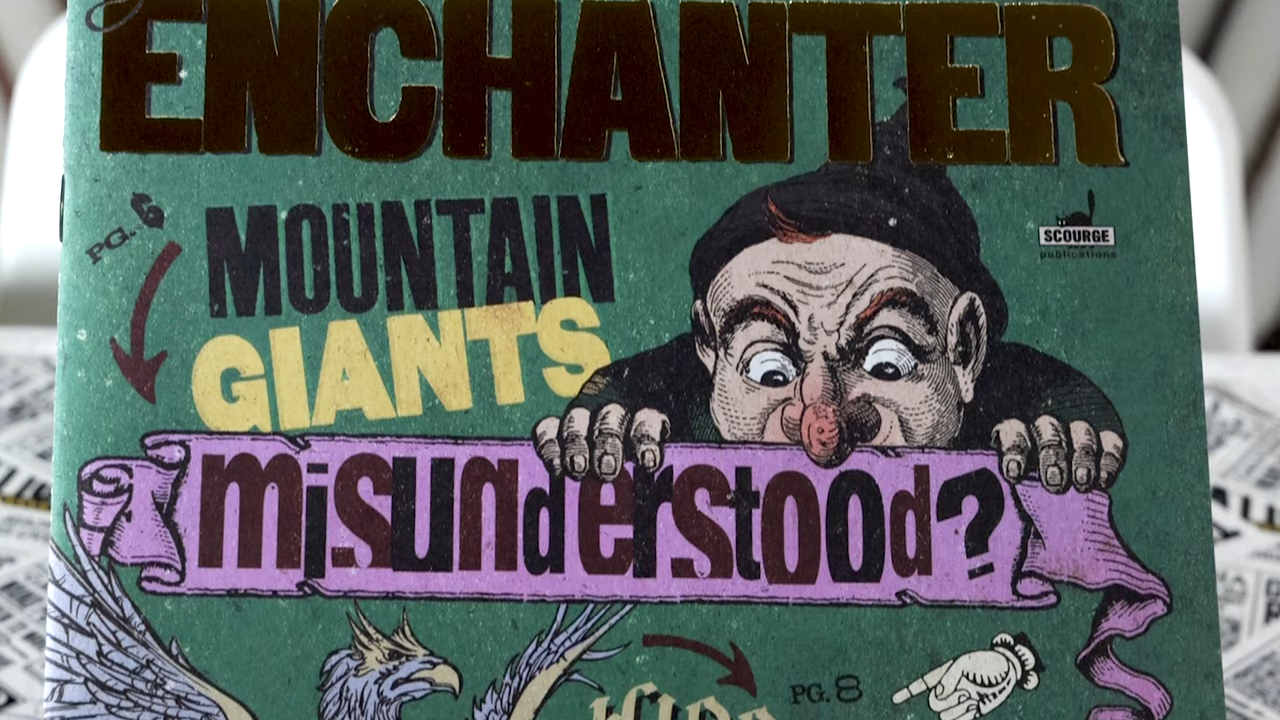 ENCHANTER
PG. 6
MOUNTAIN
GIANTS
SCOURGE
publications
misunderstood?
PG. 8